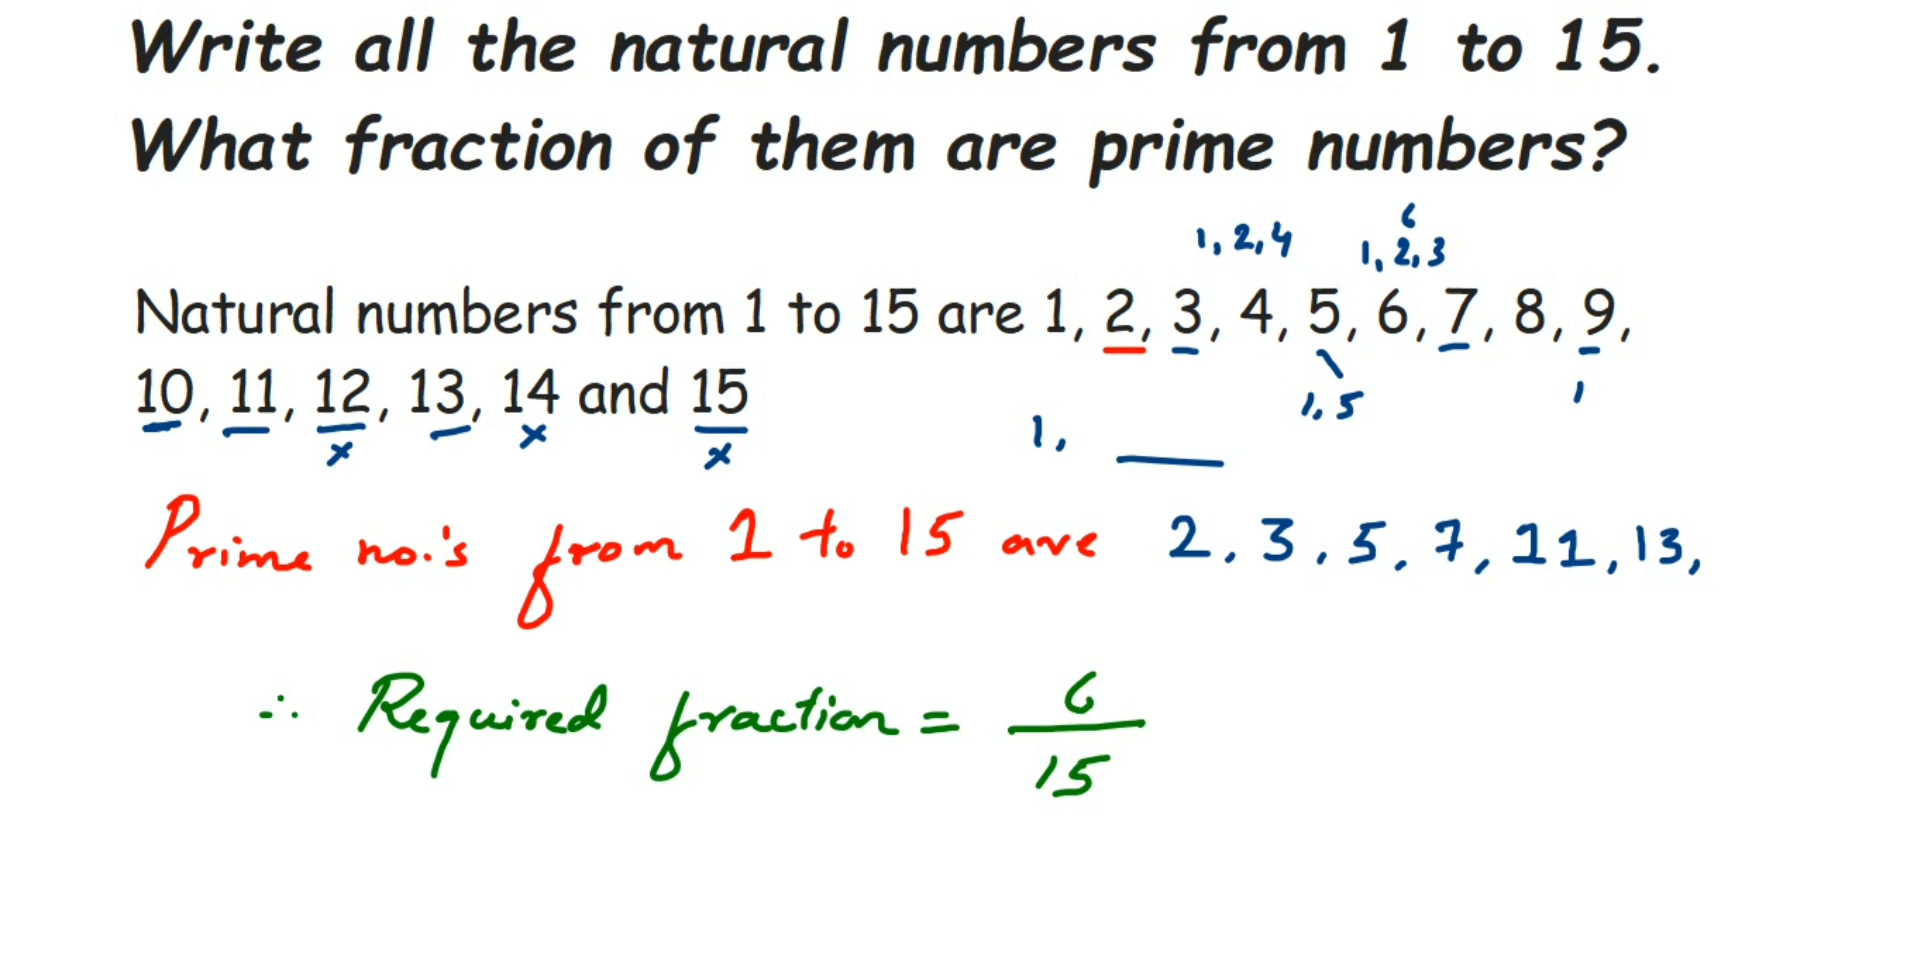 Write all the natural numbers from 1 to 15.
What fraction of them are prime numbers?
6
1, 2, 4 1, 2, 3
Natural numbers from 1 to 15 are 1, 2, 3, 4, 5, 6, 7, 8, 9,
10, 11, 12, 13, 14 and 15
1, 5 1
x x x 1,
Prime no.'s from 1 to 15 are 2, 3, 5, 7, 11, 13,
∴ Required fraction = 6
15